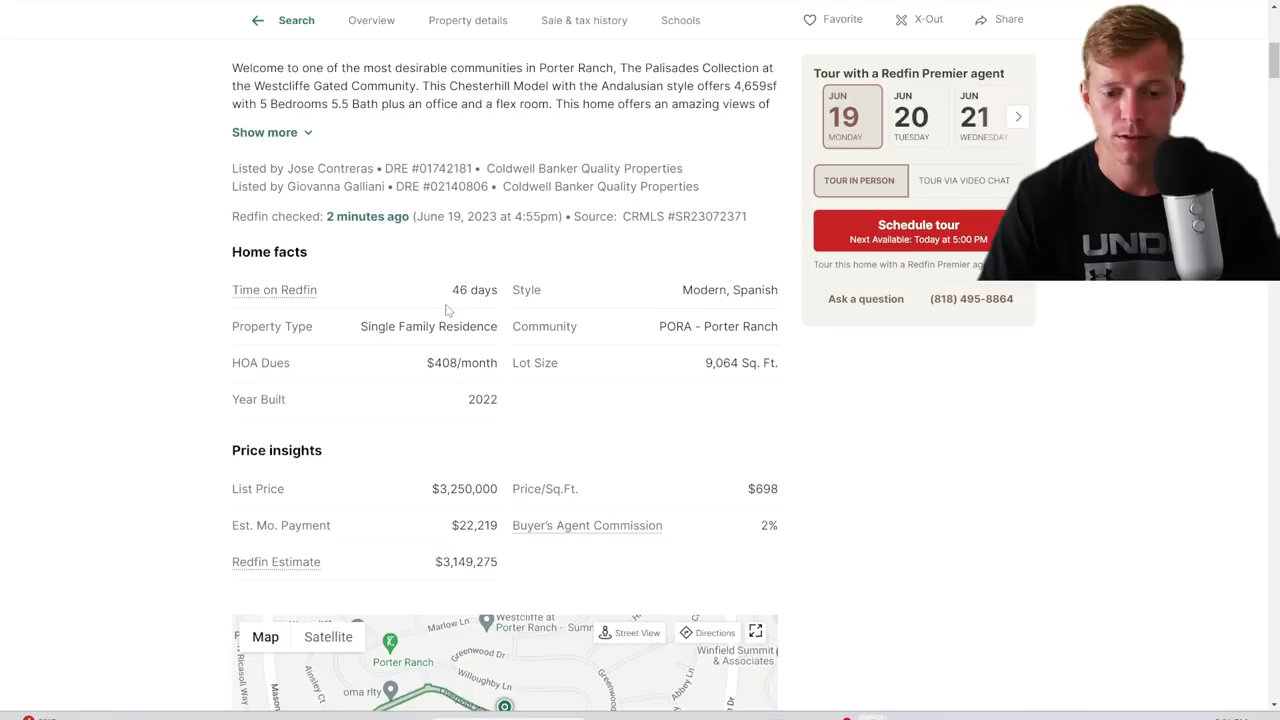 Search Overview Property details Sale & tax history Schools Favorite X-Out Share
Welcome to one of the most desirable communities in Porter Ranch, The Palisades Collection at
the Westcliffe Gated Community. This Chesterhill Model with the Andalusian style offers 4,659sf
with 5 Bedrooms 5.5 Bath plus an office and a flex room. This home offers an amazing views of
Show more
Listed by Jose Contreras • DRE #01742181 • Coldwell Banker Quality Properties
Listed by Giovanna Galliani • DRE #02140806 • Coldwell Banker Quality Properties
Redfin checked: 2 minutes ago (June 19, 2023 at 4:55pm) • Source: CRMLS #SR23072371
Home facts
Time on Redfin 46 days Style Modern, Spanish
Property Type Single Family Residence Community PORA - Porter Ranch
HOA Dues $408/month Lot Size 9,064 Sq. Ft.
Year Built 2022
Price insights
List Price $3,250,000 Price/Sq.Ft. $698
Est. Mo. Payment $22,219 Buyer's Agent Commission 2%
Redfin Estimate $3,149,275
Tour with a Redfin Premier agent
JUN JUN JUN
19 20 21
MONDAY TUESDAY WEDNESDAY
TOUR IN PERSON TOUR VIA VIDEO CHAT
Schedule tour
Next Available: Today at 5:00 PM
Tour this home with a Redfin Premier
Ask a question (818) 495-8864
UND
Map Satellite
Westcliffe at
Porter Ranch - Summ
Street View Directions
Marlow Ln
Porter Ranch
Greenwood Dr
Willoughby Ln
Winfield Summit
& Associates
Ricasoli Way
Mason
Ainsley Ct
oma rlty
Abbey Ln
Greenwood